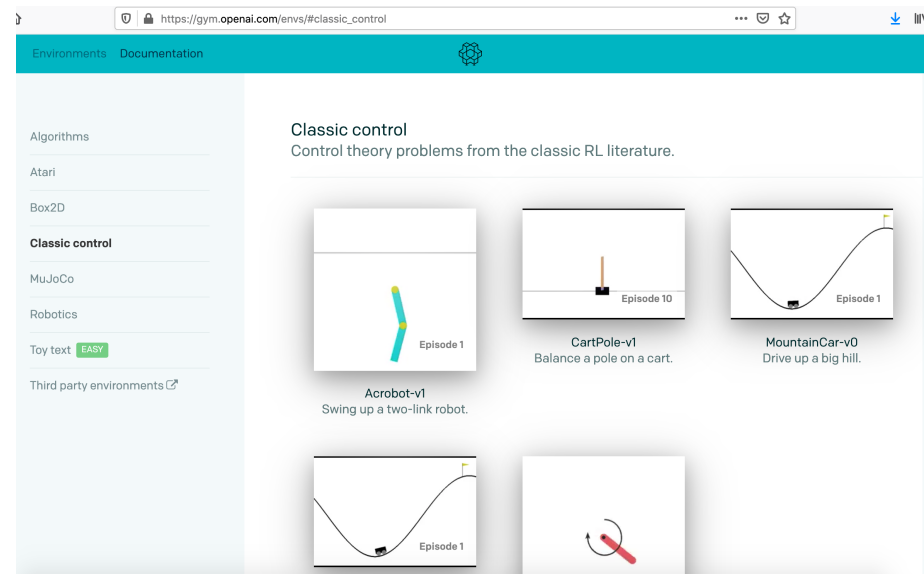 https://gym.openai.com/envs/#classic_control
Environments Documentation
Algorithms
Atari
Box2D
Classic control
MuJoCo
Robotics
Toy text EASY
Third party environments
Classic control
Control theory problems from the classic RL literature.
Episode 1
Acrobot-v1
Swing up a two-link robot.
Episode 10
CartPole-v1
Balance a pole on a cart.
Episode 1
MountainCar-v0
Drive up a big hill.
Episode 1